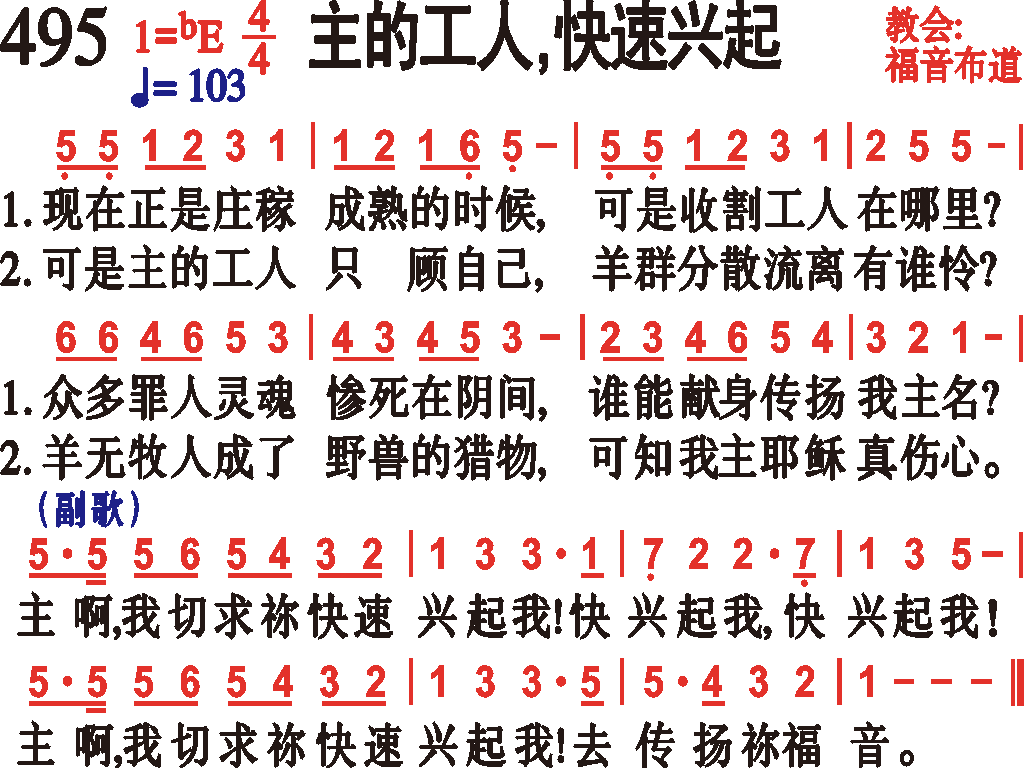 495 1=bE 4/4 主的工人,快速兴起 教会:
♩= 103 福音布道
5 5 1 2 3 1 | 1 2 1 6 5 – | 5 5 1 2 3 1 | 2 5 5 – |
1. 现在正是庄稼 成熟的时候, 可是收割工人在哪里?
2. 可是主的工人 只 顾自己, 羊群分散流离有谁怜?
6 6 4 6 5 3 | 4 3 4 5 3 – | 2 3 4 6 5 4 | 3 2 1 – |
1. 众多罪人灵魂 惨死在阴间, 谁能献身传扬我主名?
2. 羊无牧人成了 野兽的猎物, 可知我主耶稣真伤心。
(副歌)
5 · 5 5 6 5 4 3 2 | 1 3 3 · 1 | 7 2 2 · 7 | 1 3 5 – |
主 啊,我切求祢快速 兴起我!快 兴起我,快 兴起我!
5 · 5 5 6 5 4 3 2 | 1 3 3 · 5 | 5 · 4 3 2 | 1 – – – ‖
主 啊,我切求祢快速 兴起我!去 传 扬祢福 音。